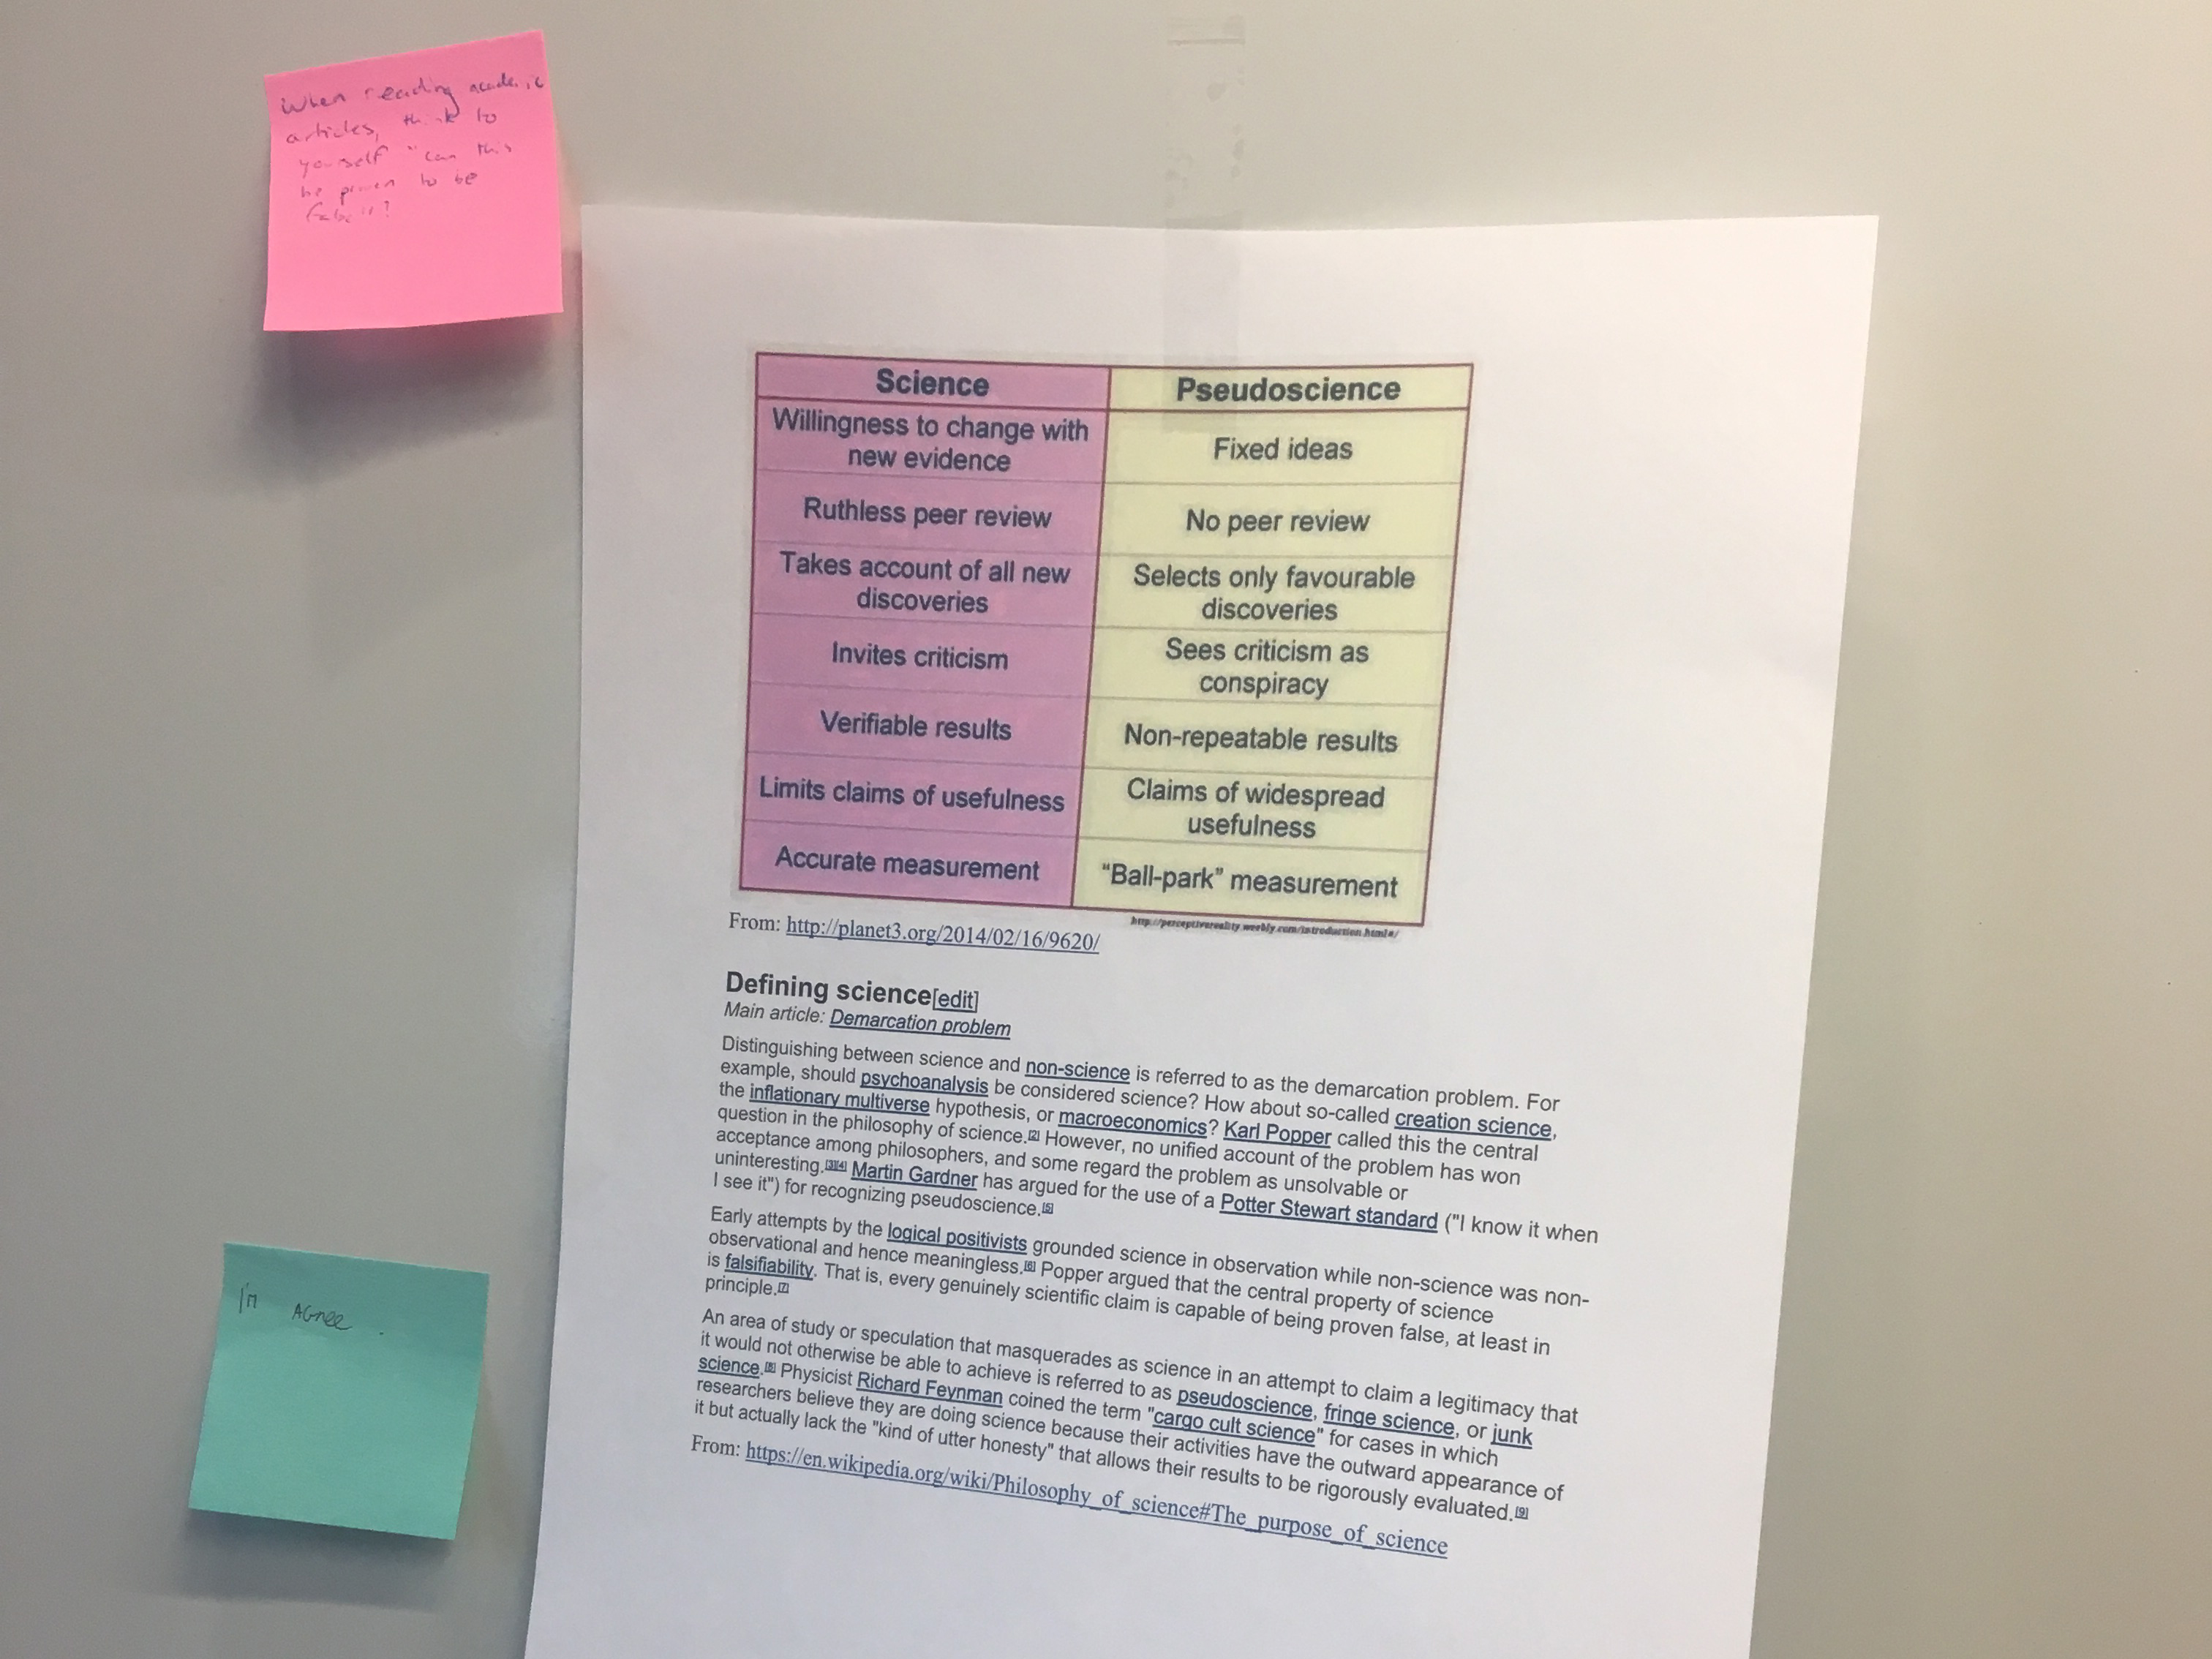 When reading academic
articles, think to
yourself "can this
be proven to be
false"?
Science
Pseudoscience
Willingness to change with
new evidence
Fixed ideas
Ruthless peer review
No peer review
Takes account of all new
discoveries
Selects only favourable
discoveries
Invites criticism
Sees criticism as
conspiracy
Verifiable results
Non-repeatable results
Limits claims of usefulness
Claims of widespread
usefulness
Accurate measurement
"Ball-park" measurement
http://perceptivereality.weebly.com/introduction.html#/
From: http://planet3.org/2014/02/16/9620/
Defining science[edit]
Main article: Demarcation problem
Distinguishing between science and non-science is referred to as the demarcation problem. For
example, should psychoanalysis be considered science? How about so-called creation science,
the inflationary multiverse hypothesis, or macroeconomics? Karl Popper called this the central
question in the philosophy of science.[2] However, no unified account of the problem has won
acceptance among philosophers, and some regard the problem as unsolvable or
uninteresting.[3][4] Martin Gardner has argued for the use of a Potter Stewart standard ("I know it when
I see it") for recognizing pseudoscience.[5]
Early attempts by the logical positivists grounded science in observation while non-science was non-
observational and hence meaningless.[6] Popper argued that the central property of science
is falsifiability. That is, every genuinely scientific claim is capable of being proven false, at least in
principle.[7]
An area of study or speculation that masquerades as science in an attempt to claim a legitimacy that
it would not otherwise be able to achieve is referred to as pseudoscience, fringe science, or junk
science.[8] Physicist Richard Feynman coined the term "cargo cult science" for cases in which
researchers believe they are doing science because their activities have the outward appearance of
it but actually lack the "kind of utter honesty" that allows their results to be rigorously evaluated.[9]
From: https://en.wikipedia.org/wiki/Philosophy_of_science#The_purpose_of_science
I'm AGREE.